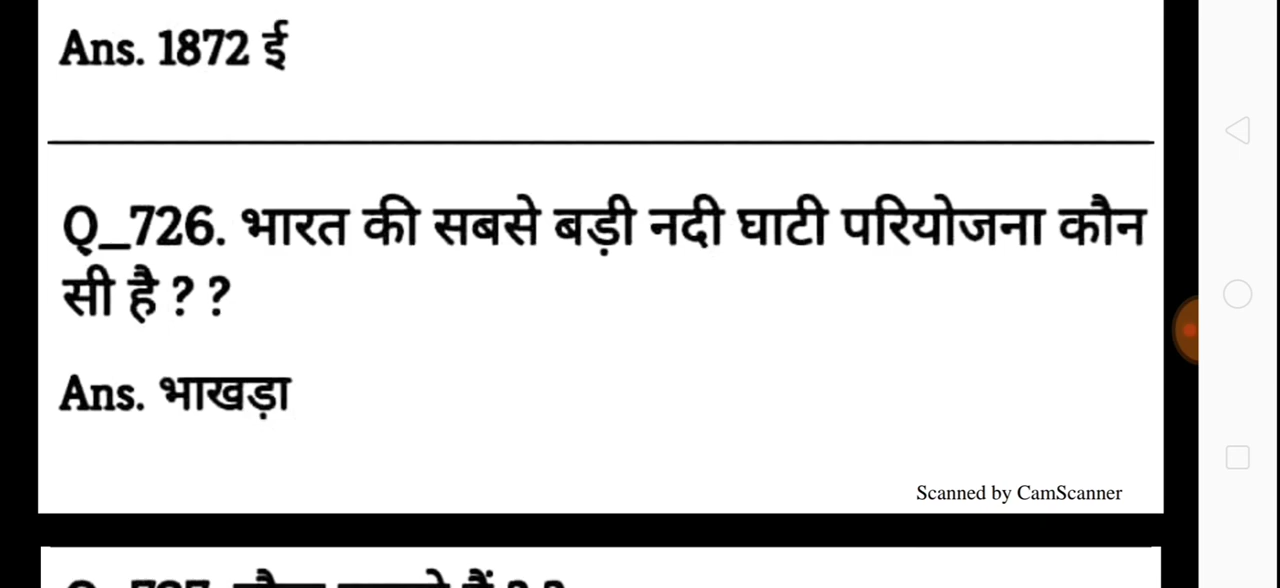 Ans. 1872 ई
Q_726. भारत की सबसे बड़ी नदी घाटी परियोजना कौन
सी है ? ?
Ans. भाखड़ा
Scanned by CamScanner